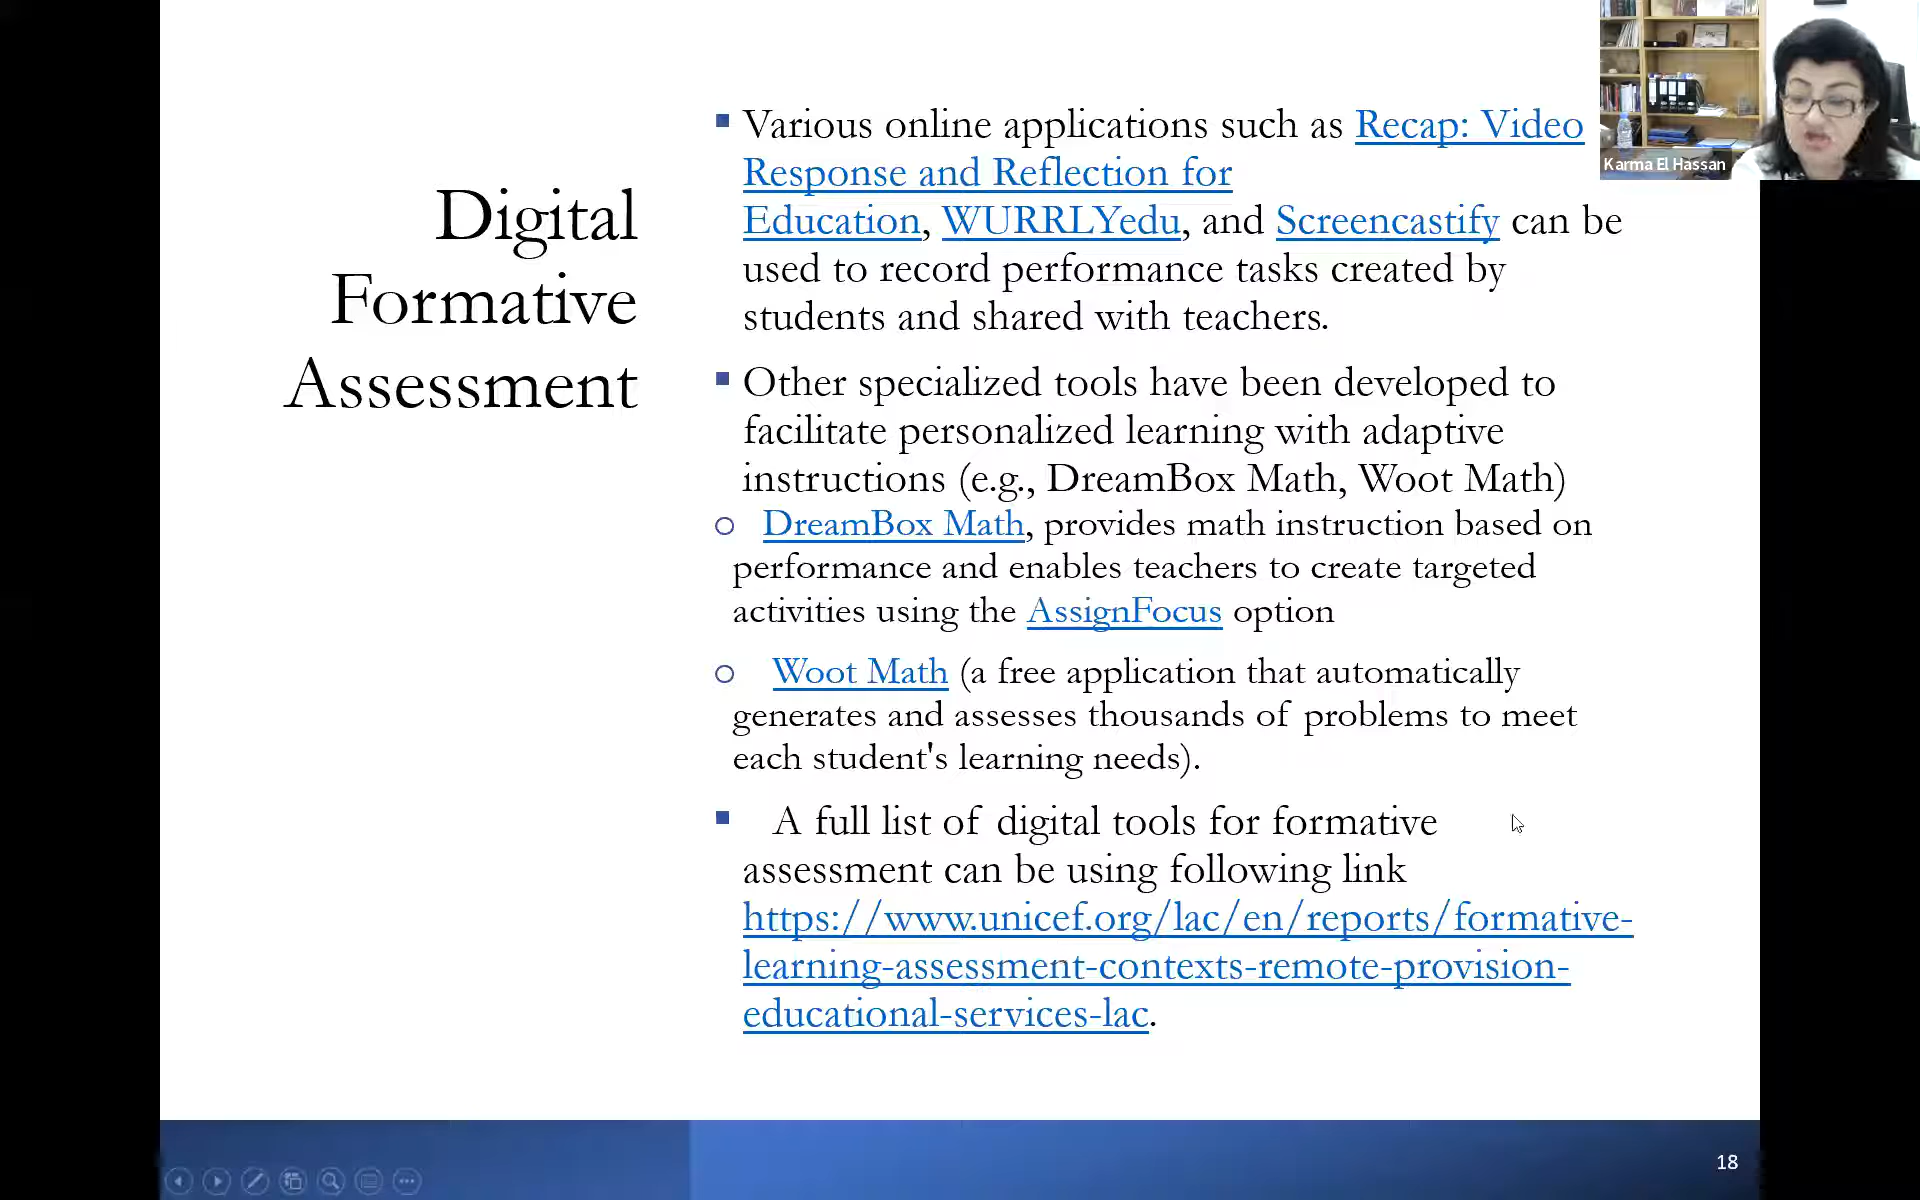 Digital
Formative
Assessment
Various online applications such as Recap: Video
Response and Reflection for
Education, WURRLYedu, and Screencastify can be
used to record performance tasks created by
students and shared with teachers.
Other specialized tools have been developed to
facilitate personalized learning with adaptive
instructions (e.g., DreamBox Math, Woot Math)
DreamBox Math, provides math instruction based on
performance and enables teachers to create targeted
activities using the AssignFocus option
Woot Math (a free application that automatically
generates and assesses thousands of problems to meet
each student's learning needs).
A full list of digital tools for formative
assessment can be using following link
https://www.unicef.org/lac/en/reports/formative-
learning-assessment-contexts-remote-provision-
educational-services-lac.
Karma El Hassan
18